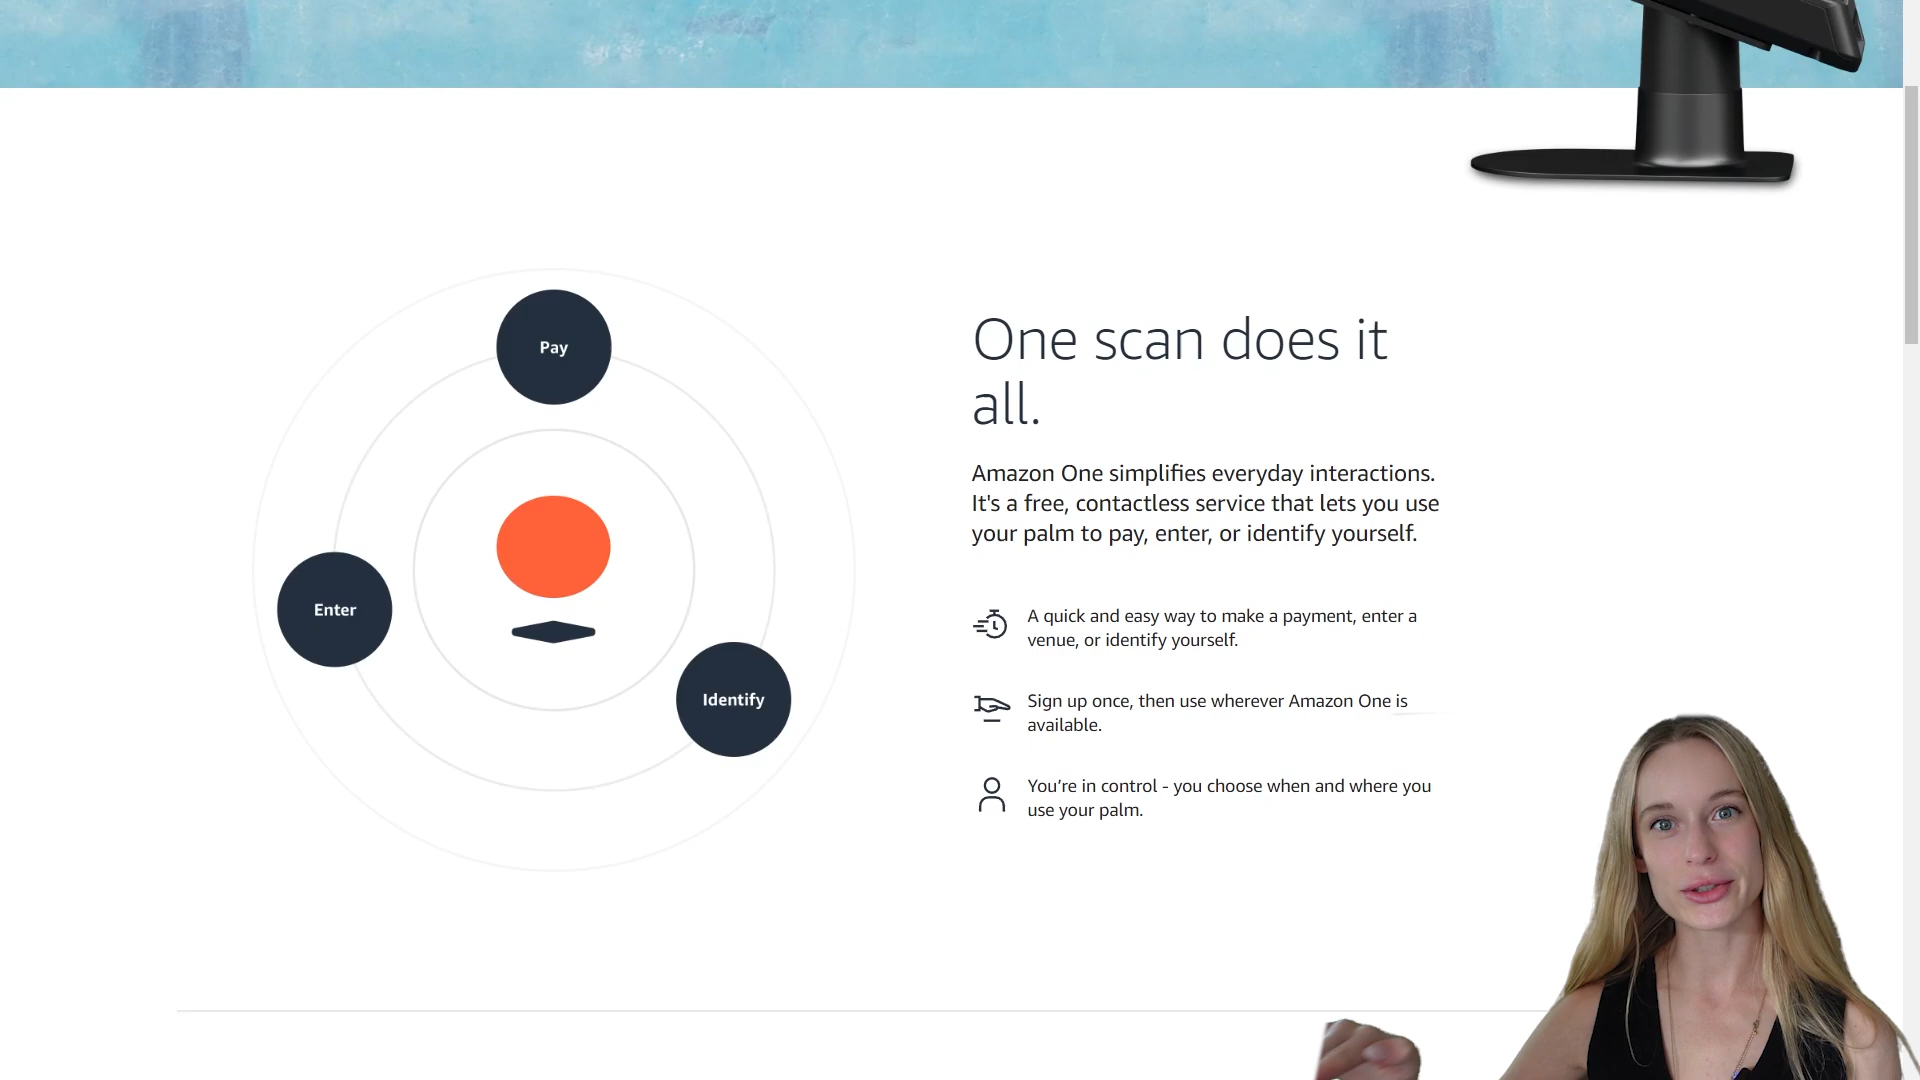 Pay
Enter
Identify
One scan does it
all.
Amazon One simplifies everyday interactions.
It's a free, contactless service that lets you use
your palm to pay, enter, or identify yourself.
A quick and easy way to make a payment, enter a
venue, or identify yourself.
Sign up once, then use wherever Amazon One is
available.
You’re in control - you choose when and where you
use your palm.